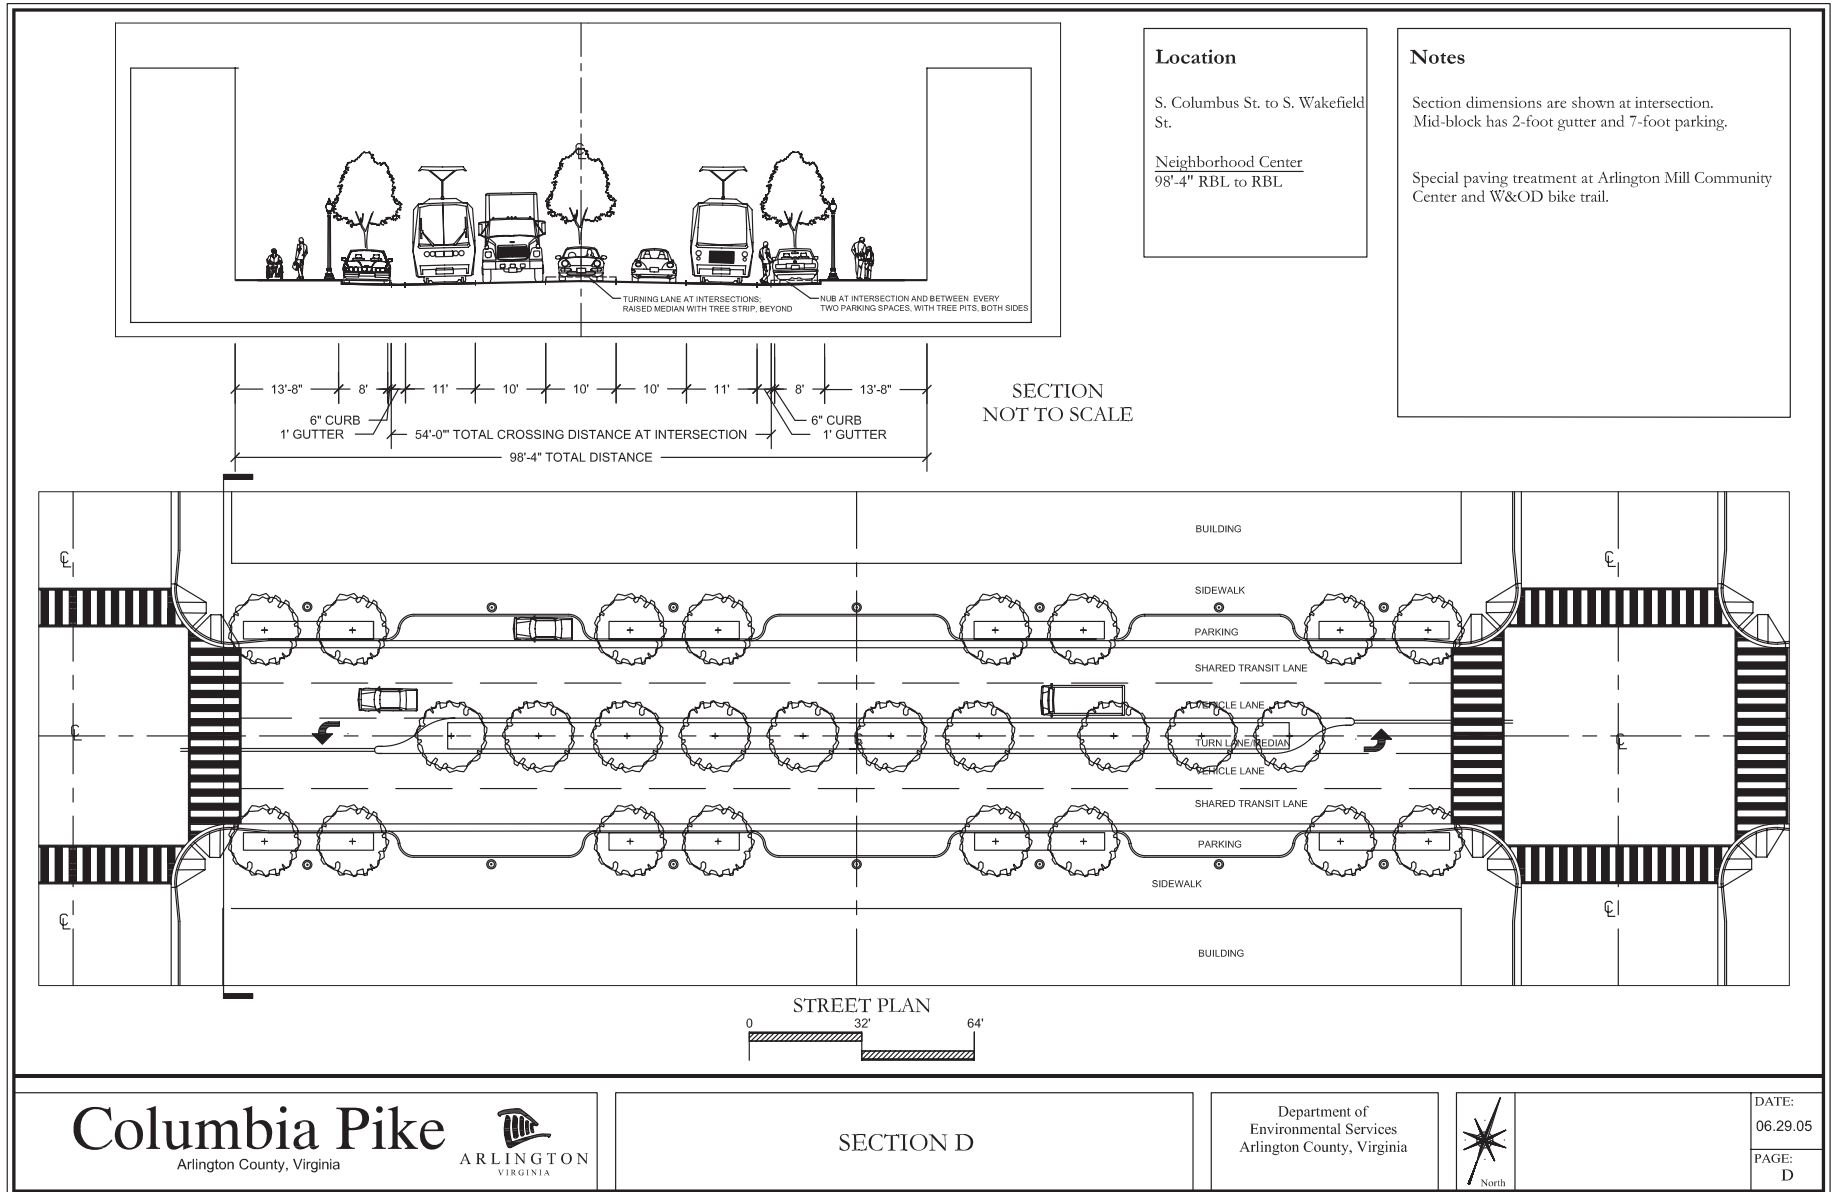 Location
S. Columbus St. to S. Wakefield
St.
Neighborhood Center
98'-4" RBL to RBL
Notes
Section dimensions are shown at intersection.
Mid-block has 2-foot gutter and 7-foot parking.
Special paving treatment at Arlington Mill Community
Center and W&OD bike trail.
CL
TURNING LANE AT INTERSECTIONS;
RAISED MEDIAN WITH TREE STRIP, BEYOND
NUB AT INTERSECTION AND BETWEEN EVERY
TWO PARKING SPACES, WITH TREE PITS, BOTH SIDES
13'-8" 8' 11' 10' 10' 10' 11' 8' 13'-8"
6" CURB 6" CURB
1' GUTTER 54'-0"' TOTAL CROSSING DISTANCE AT INTERSECTION 1' GUTTER
98'-4" TOTAL DISTANCE
SECTION
NOT TO SCALE
BUILDING
CL CL
SIDEWALK
PARKING
SHARED TRANSIT LANE
VEHICLE LANE
CL TURN LANE/MEDIAN CL
VEHICLE LANE
SHARED TRANSIT LANE
PARKING
SIDEWALK
CL CL
BUILDING
STREET PLAN
0 32' 64'
Columbia Pike
Arlington County, Virginia
ARLINGTON
VIRGINIA
SECTION D
Department of
Environmental Services
Arlington County, Virginia
North
DATE:
06.29.05
PAGE:
D